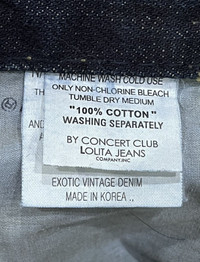 MACHINE WASH COLD USE
ONLY NON-CHLORINE BLEACH
TUMBLE DRY MEDIUM
"100% COTTON"
WASHING SEPARATELY
BY CONCERT CLUB
LOLITA JEANS
COMPANY.INC
EXOTIC VINTAGE DENIM
MADE IN KOREA ..